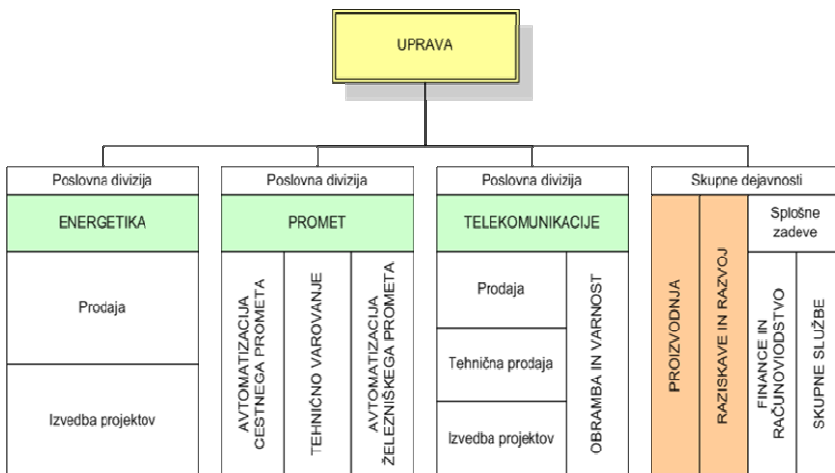 UPRAVA
Poslovna divizija
ENERGETIKA
Prodaja
Izvedba projektov
Poslovna divizija
PROMET
AVTOMATIZACIJA
CESTNEGA PROMETA
TEHNIČNO VAROVANJE
AVTOMATIZACIJA
ŽELEZNIŠKEGA PROMETA
Poslovna divizija
TELEKOMUNIKACIJE
Prodaja
Tehnična prodaja
Izvedba projektov
OBRAMBA IN VARNOST
Skupne dejavnosti
PROIZVODNJA
RAZISKAVE IN RAZVOJ
Splošne
zadeve
FINANCE IN
RAČUNOVIODSTVO
SKUPNE SLUŽBE